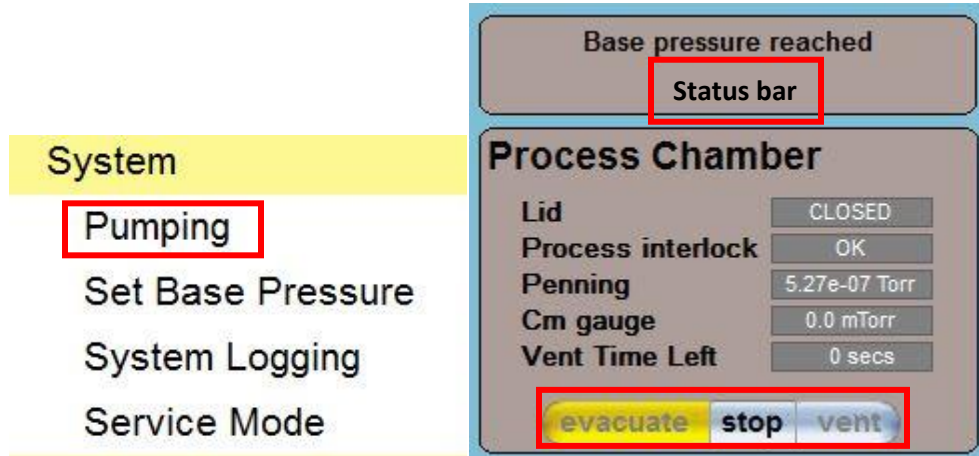 System
Pumping
Set Base Pressure
System Logging
Service Mode
Base pressure reached
Status bar
Process Chamber
Lid CLOSED
Process interlock OK
Penning 5.27e-07 Torr
Cm gauge 0.0 mTorr
Vent Time Left 0 secs
evacuate stop vent